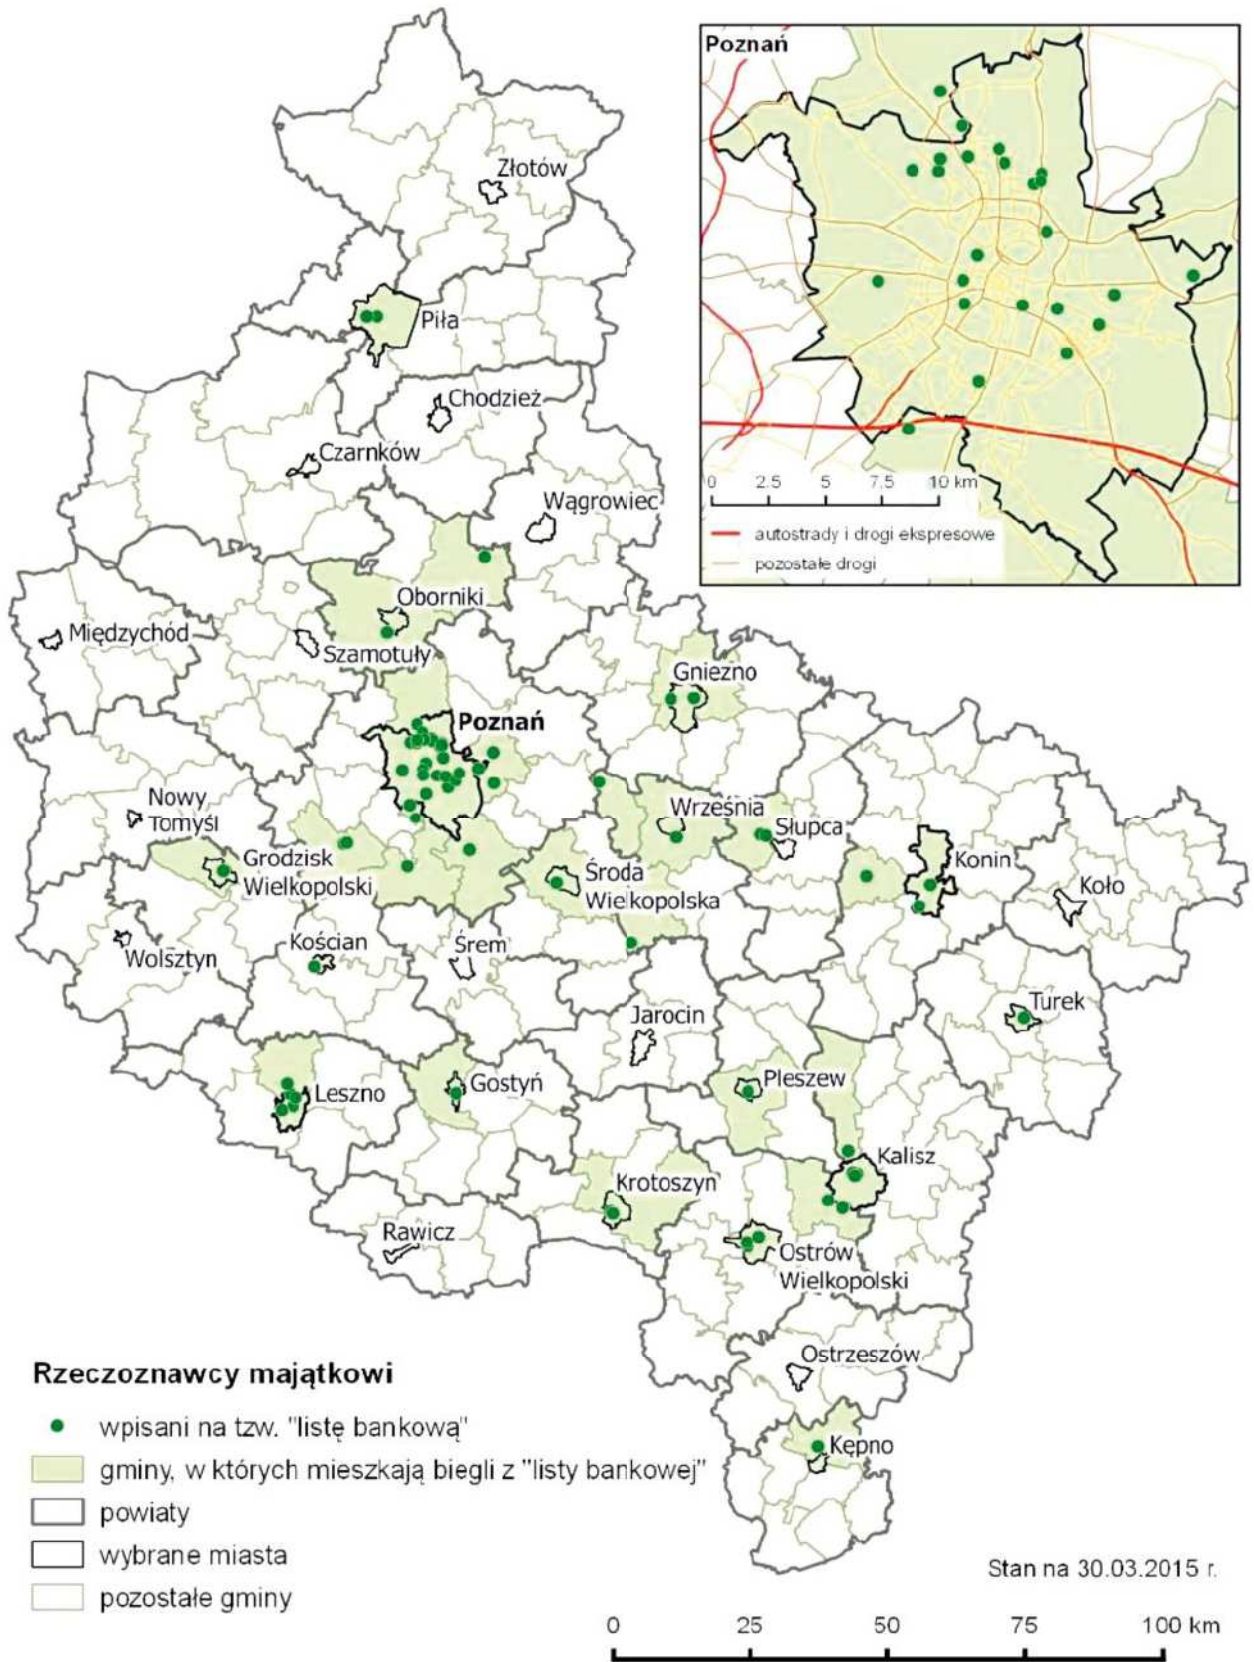 Poznań
0 2.5 5 7.5 10 km
autostrady i drogi ekspresowe
pozostałe drogi
Złotów
Piła
Chodzież
Czarnków
Wągrowiec
Oborniki
Międzychód
Szamotuły
Gniezno
Poznań
Nowy
Tomyśl
Września
Słupca
Grodzisk
Wielkopolski
Środa
Wielkopolska
Konin
Koło
Wolsztyn
Kościan
Śrem
Jarocin
Turek
Leszno
Gostyń
Pleszew
Kalisz
Krotoszyn
Rawicz
Ostrów
Wielkopolski
Ostrzeszów
Kępno
Rzeczoznawcy majątkowi
wpisani na tzw. "listę bankową"
gminy, w których mieszkają biegli z "listy bankowej"
powiaty
wybrane miasta
pozostałe gminy
Stan na 30.03.2015 r.
0 25 50 75 100 km